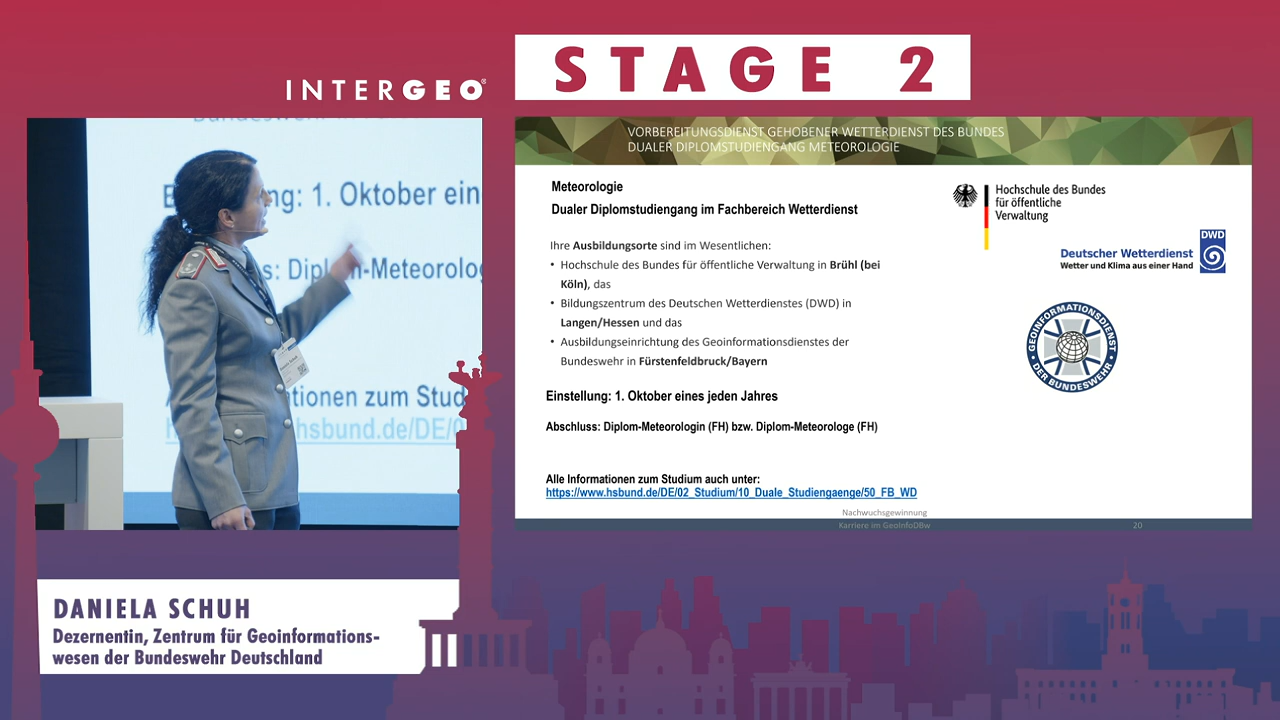 STAGE 2
INTERGEO®
ng: 1. Oktober ein
s: Dipl m-Meteorolog
tionen zum Stud
hsbund.de/DE/0
VORBEREITUNGSDIENST GEHOBENER WETTERDIENST DES BUNDES
DUALER DIPLOMSTUDIENGANG METEOROLOGIE
Meteorologie
Dualer Diplomstudiengang im Fachbereich Wetterdienst
Hochschule des Bundes
für öffentliche
Verwaltung
DWD
Deutscher Wetterdienst
Wetter und Klima aus einer Hand
Ihre Ausbildungsorte sind im Wesentlichen:
• Hochschule des Bundes für öffentliche Verwaltung in Brühl (bei
Köln), das
• Bildungszentrum des Deutschen Wetterdienstes (DWD) in
Langen/Hessen und das
• Ausbildungseinrichtung des Geoinformationsdienstes der
Bundeswehr in Fürstenfeldbruck/Bayern
GEOINFORMATIONSDIENST
DER BUNDESWEHR
Einstellung: 1. Oktober eines jeden Jahres
Abschluss: Diplom-Meteorologin (FH) bzw. Diplom-Meteorologe (FH)
Alle Informationen zum Studium auch unter:
https://www.hsbund.de/DE/02_Studium/10_Duale_Studiengaenge/50_FB_WD
Nachwuchsgewinnung
Karriere im GeoInfoDBw
20
DANIELA SCHUH
Dezernentin, Zentrum für Geoinformations-
wesen der Bundeswehr Deutschland